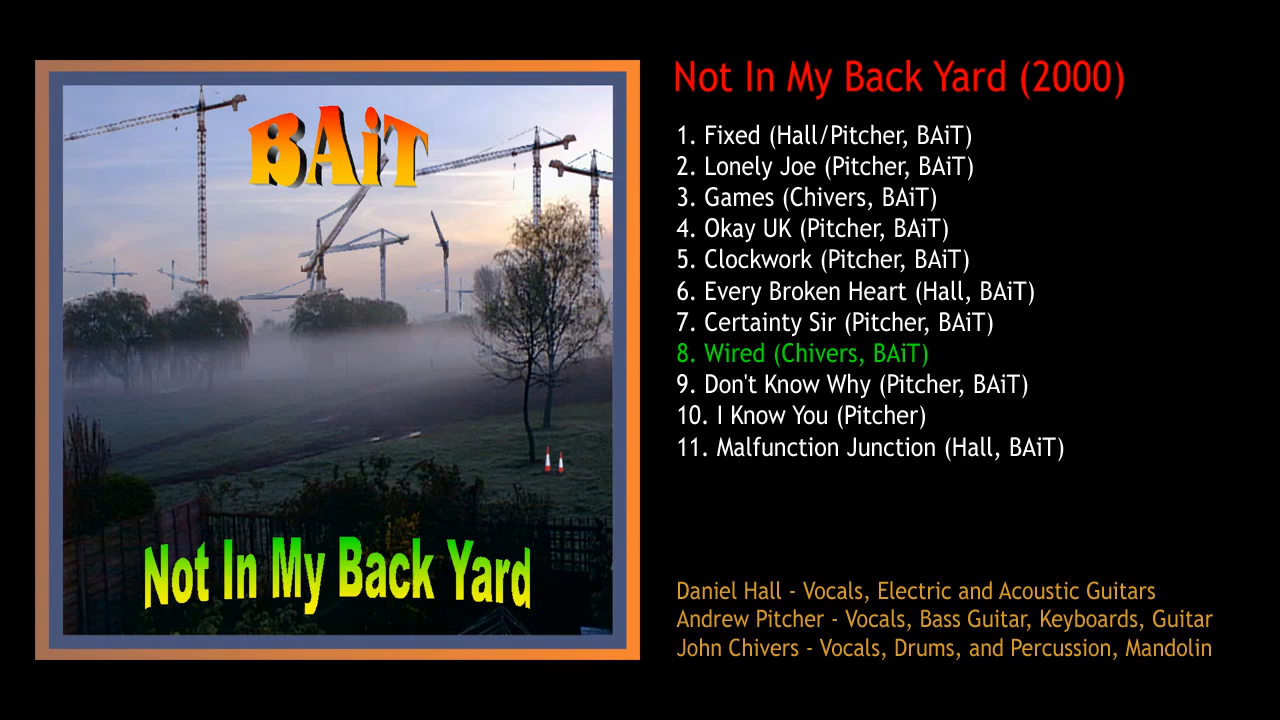 BAiT
Not In My Back Yard
Not In My Back Yard (2000)
1. Fixed (Hall/Pitcher, BAiT)
2. Lonely Joe (Pitcher, BAiT)
3. Games (Chivers, BAiT)
4. Okay UK (Pitcher, BAiT)
5. Clockwork (Pitcher, BAiT)
6. Every Broken Heart (Hall, BAiT)
7. Certainty Sir (Pitcher, BAiT)
8. Wired (Chivers, BAiT)
9. Don't Know Why (Pitcher, BAiT)
10. I Know You (Pitcher)
11. Malfunction Junction (Hall, BAiT)
Daniel Hall - Vocals, Electric and Acoustic Guitars
Andrew Pitcher - Vocals, Bass Guitar, Keyboards, Guitar
John Chivers - Vocals, Drums, and Percussion, Mandolin